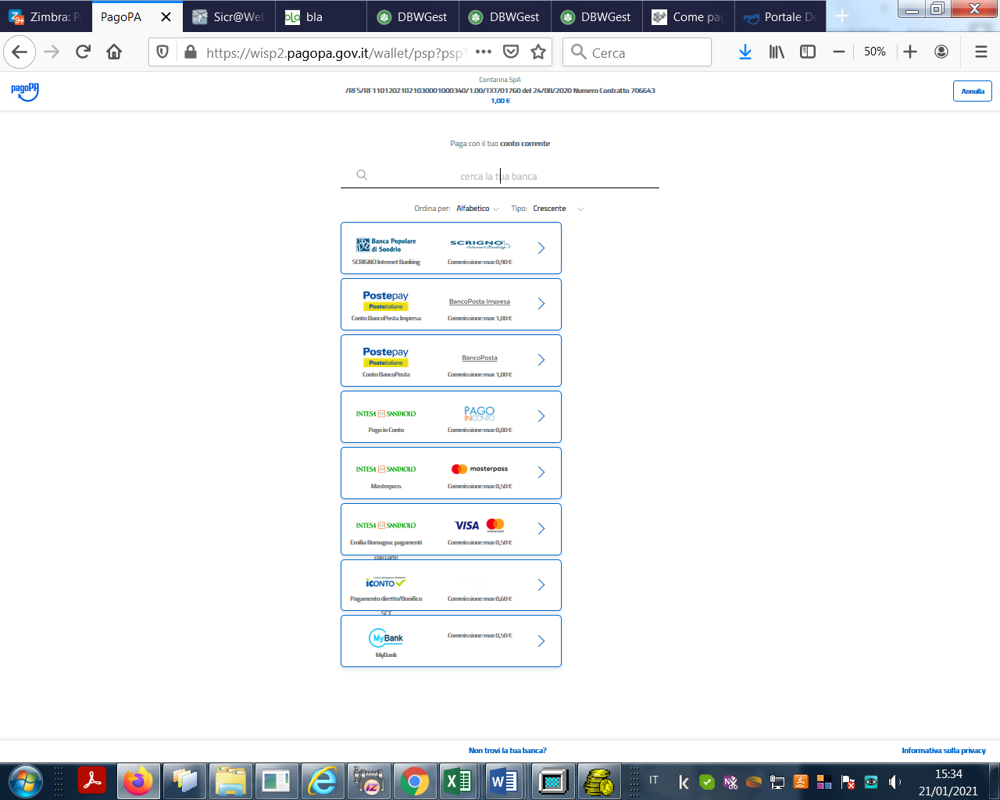 Zimbra: P
PagoPA
Sicr@Web
bla
DBWGest
DBWGest
DBWGest
Come pag
Portale De
https://wisp2.pagopa.gov.it/wallet/psp?psp
Cerca
50%
pagoPA
Contarina SpA
/RFS/RF11012021021030001000340/1.00/TXT/01760 del 24/08/2020 Numero Contratto 706643
1,00 €
Annulla
Paga con il tuo conto corrente
cerca la tua banca
Ordina per: Alfabetico Tipo: Crescente
Banca Popolare di Sondrio
SCRIGNO Internet Banking
SCRIGNO Internet Banking
Commissione max 0,90 €
Postepay
Posteitaliane
Conto BancoPosta Impresa
BancoPosta Impresa
Commissione max 1,00 €
Postepay
Posteitaliane
Conto BancoPosta
BancoPosta
Commissione max 1,00 €
INTESA SANPAOLO
Pago in Conto
PAGO INCONTO
Commissione max 0,00 €
INTESA SANPAOLO
Masterpass
masterpass
Commissione max 0,50 €
INTESA SANPAOLO
Emilia Romagna: pagamenti con carte
VISA mastercard
Commissione max 0,50 €
iCONTO
Pagamento diretto/Bonifico SCT
Commissione max 0,60 €
MyBank
MyBank
Commissione max 0,50 €
Non trovi la tua banca?
Informativa sulla privacy
IT
15:34
21/01/2021